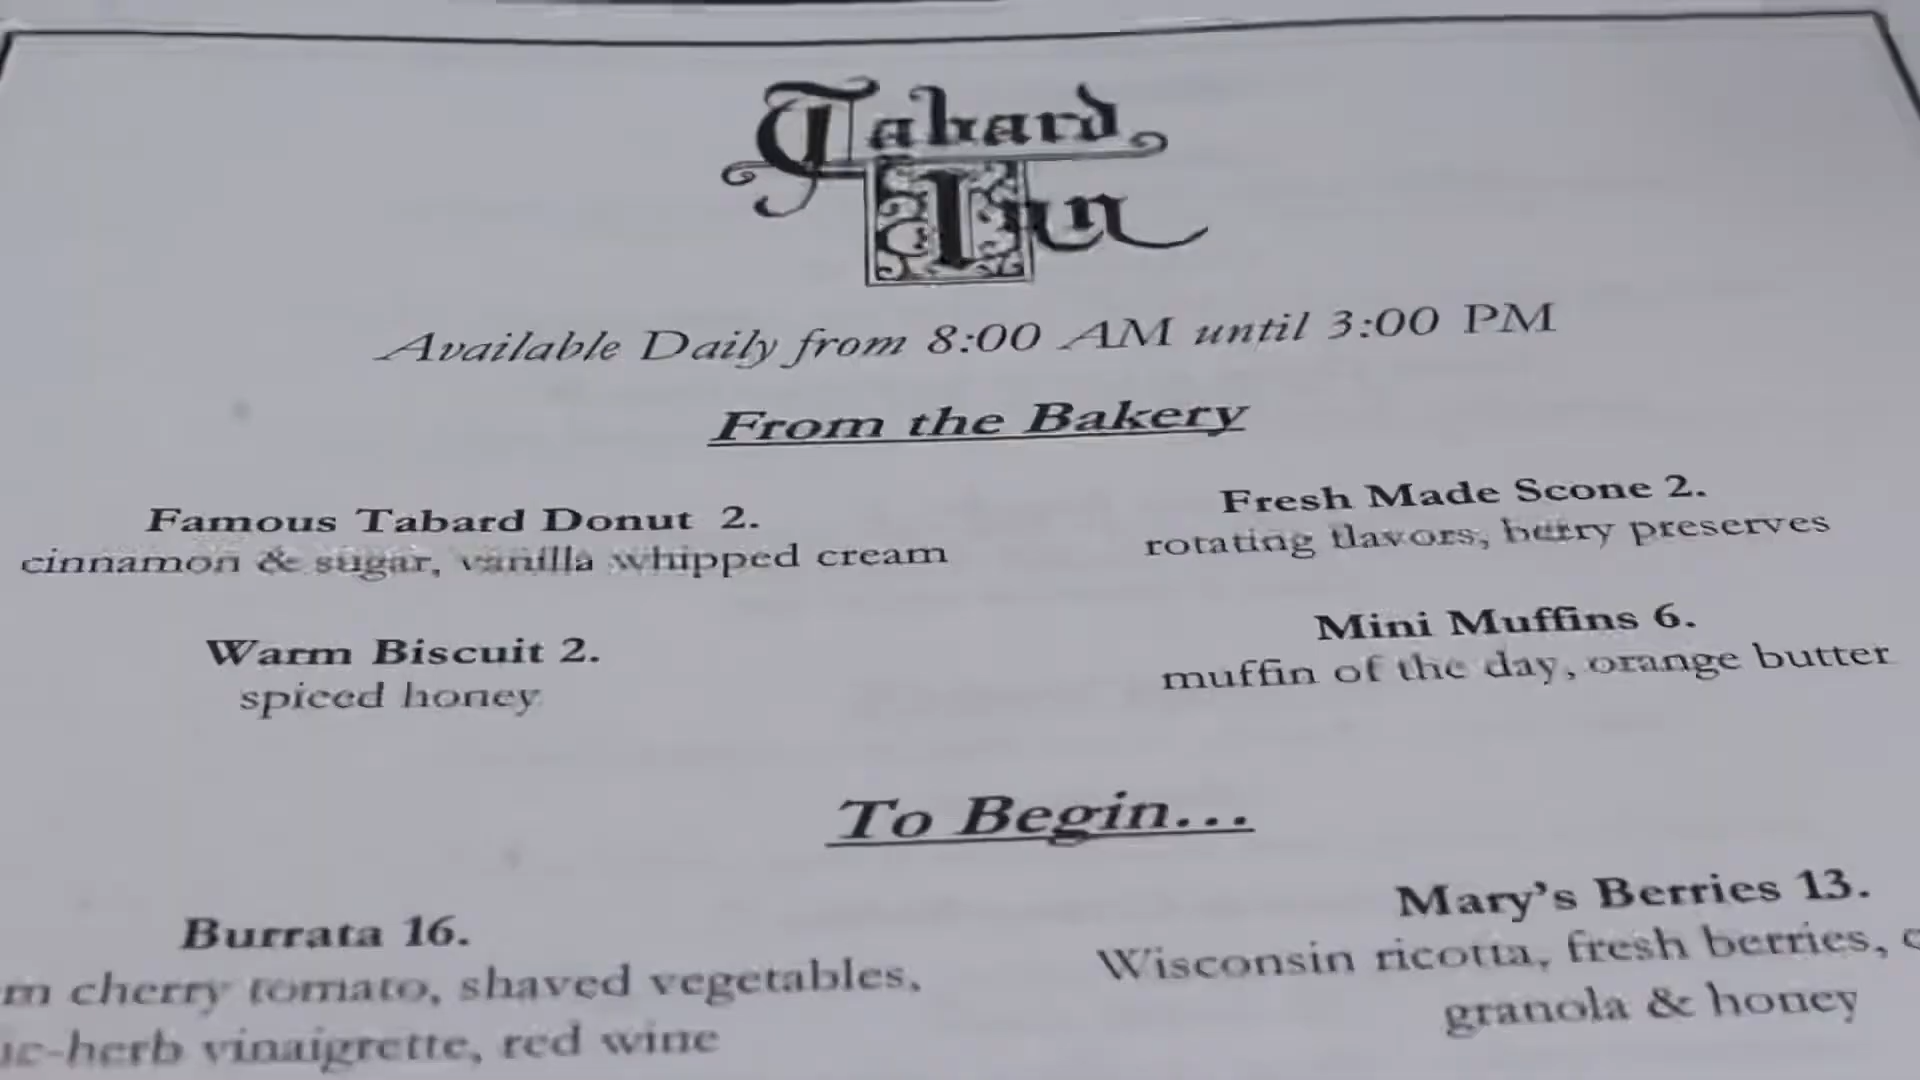 Tabard
Inn
Available Daily from 8:00 AM until 3:00 PM
From the Bakery
Famous Tabard Donut 2.
cinnamon & sugar, vanilla whipped cream
Fresh Made Scone 2.
rotating flavors, berry preserves
Warm Biscuit 2.
spiced honey
Mini Muffins 6.
muffin of the day, orange butter
To Begin...
Burrata 16.
cherry tomato, shaved vegetables,
-herb vinaigrette, red wine
Mary's Berries 13.
Wisconsin ricotta, fresh berries,
granola & honey